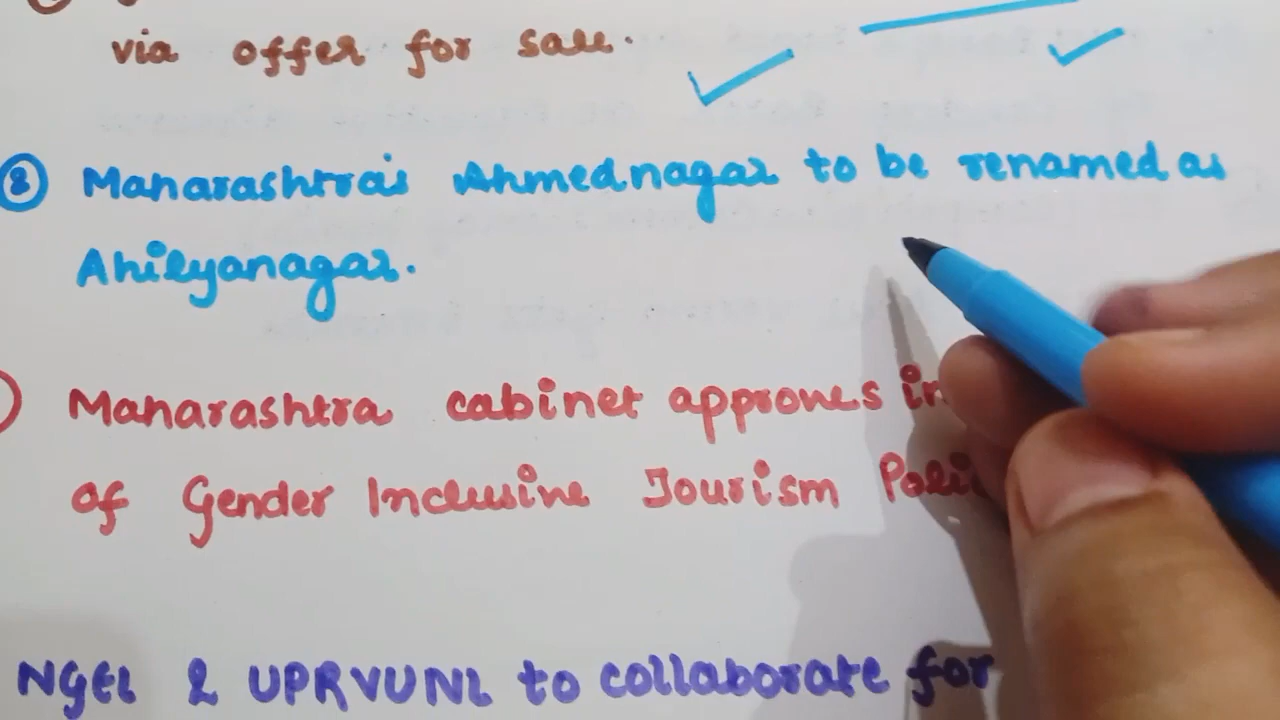 via offer for sale.
8 Maharashtra's Ahmednagar to be renamed as
Ahilyanagar.
Maharashtra cabinet approves
of Gender Inclusive Tourism
NGEL & UPRVUNL to collaborate for